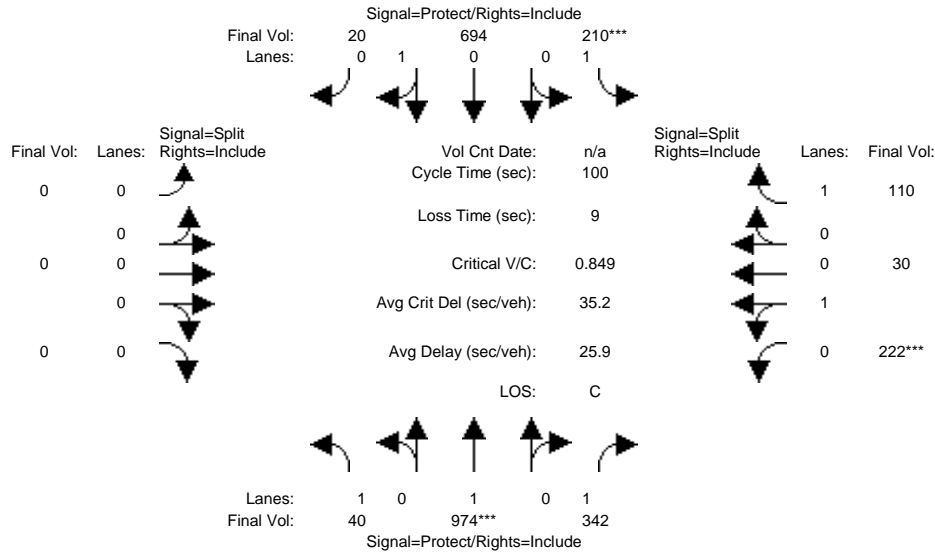 Signal=Protect/Rights=Include
Final Vol: 20 694 210***
Lanes: 0 1 0 0 1
Signal=Split
Final Vol: Lanes: Rights=Include
Vol Cnt Date: n/a
Signal=Split
Rights=Include Lanes: Final Vol:
Cycle Time (sec): 100
0 0
1 110
Loss Time (sec): 9
0
0
0 0
Critical V/C: 0.849
0 30
0
Avg Crit Del (sec/veh): 35.2
1
0 0
Avg Delay (sec/veh): 25.9
0 222***
LOS: C
Lanes: 1 0 1 0 1
Final Vol: 40 974*** 342
Signal=Protect/Rights=Include